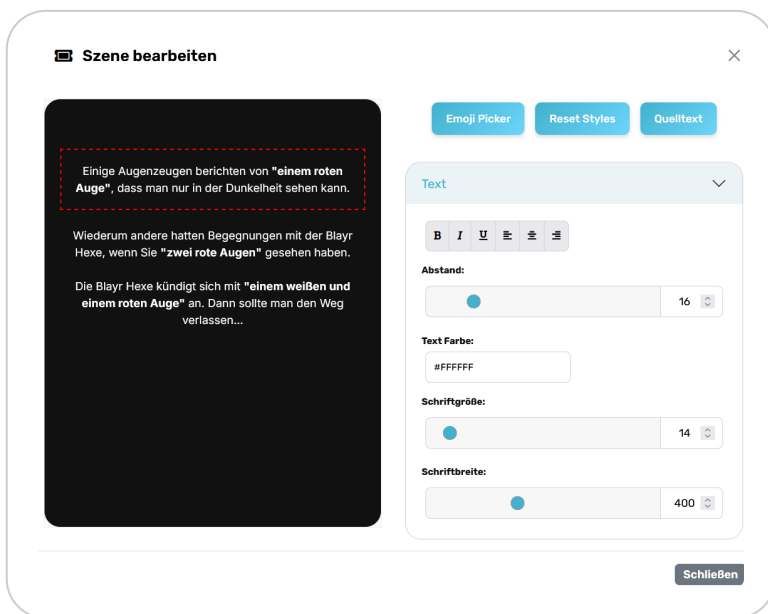 Szene bearbeiten
Einige Augenzeugen berichten von "einem roten
Auge", dass man nur in der Dunkelheit sehen kann.
Wiederum andere hatten Begegnungen mit der Blayr
Hexe, wenn Sie "zwei rote Augen" gesehen haben.
Die Blayr Hexe kündigt sich mit "einem weißen und
einem roten Auge" an. Dann sollte man den Weg
verlassen...
Emoji Picker
Reset Styles
Quelltext
Text
B I U
Abstand:
16
Text Farbe:
#FFFFFF
Schriftgröße:
14
Schriftbreite:
400
Schließen